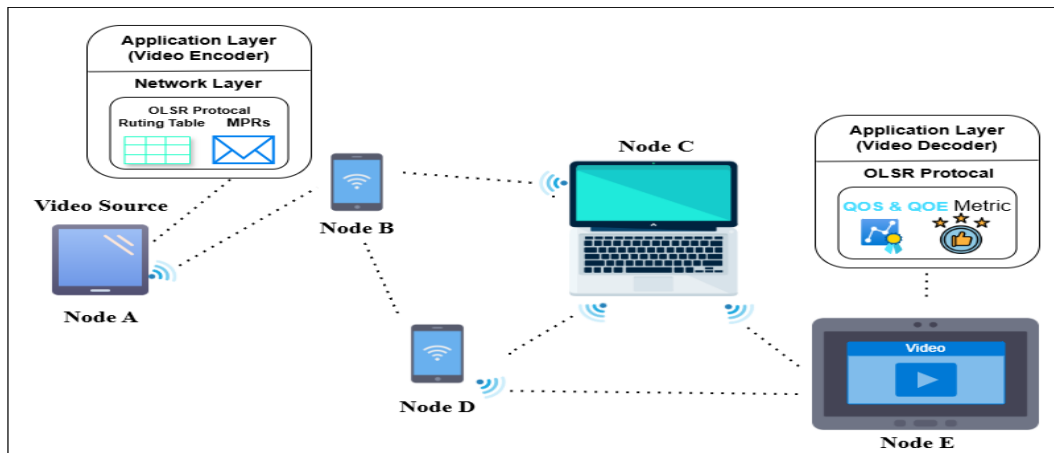 Application Layer
(Video Encoder)
Network Layer
OLSR Protocal
Ruting Table MPRs
Video Source
Node A
Node B
Node C
Node D
Application Layer
(Video Decoder)
OLSR Protocal
QOS & QOE Metric
Video
Node E